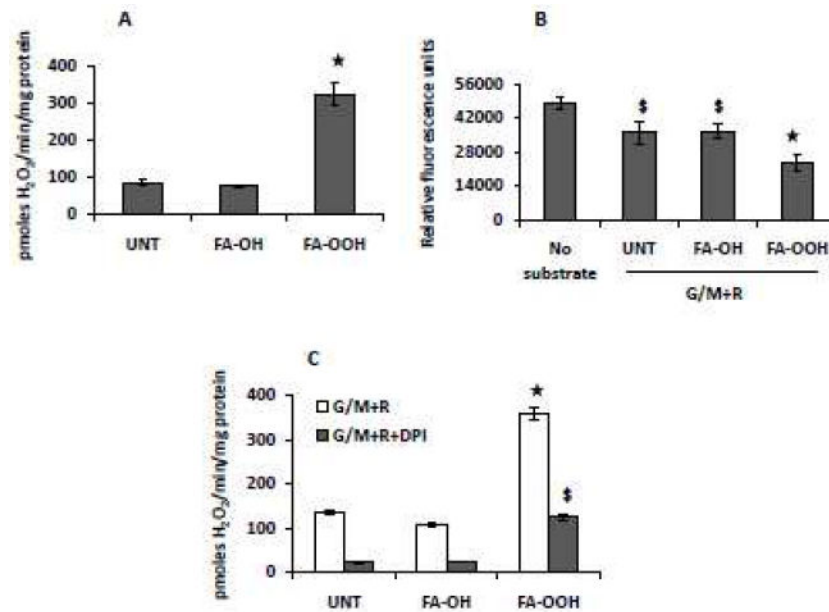 A
pmoles H₂O₂/min/mg protein
400
300
200
100
0
★
UNT FA-OH FA-OOH
B
Relative fluorescence units
56000
42000
28000
14000
0
$ $ ★
No substrate
UNT FA-OH FA-OOH
G/M+R
C
pmoles H₂O₂/min/mg protein
400
300
200
100
0
G/M+R
G/M+R+DPI
★
$
UNT FA-OH FA-OOH